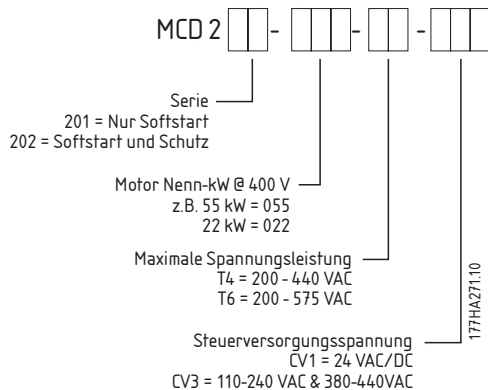 MCD 2 - - -
Serie
201 = Nur Softstart
202 = Softstart und Schutz
Motor Nenn-kW @ 400 V
z.B. 55 kW = 055
22 kW = 022
Maximale Spannungsleistung
T4 = 200 - 440 VAC
T6 = 200 - 575 VAC
Steuerversorgungsspannung
CV1 = 24 VAC/DC
CV3 = 110-240 VAC & 380-440VAC
177HA271.10